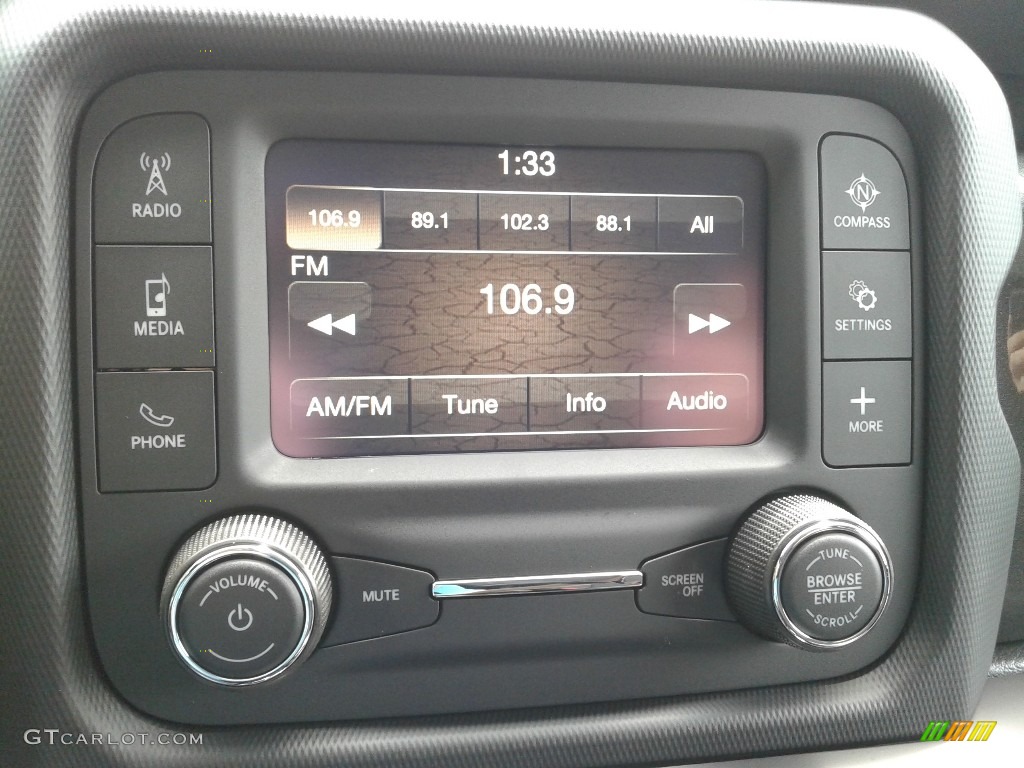 1:33
RADIO
106.9 89.1 102.3 88.1 All
N
COMPASS
FM
106.9
MEDIA
SETTINGS
AM/FM Tune Info Audio
PHONE
MORE
VOLUME
MUTE
SCREEN
OFF
TUNE
BROWSE
ENTER
SCROLL
GTCARLOT.COM